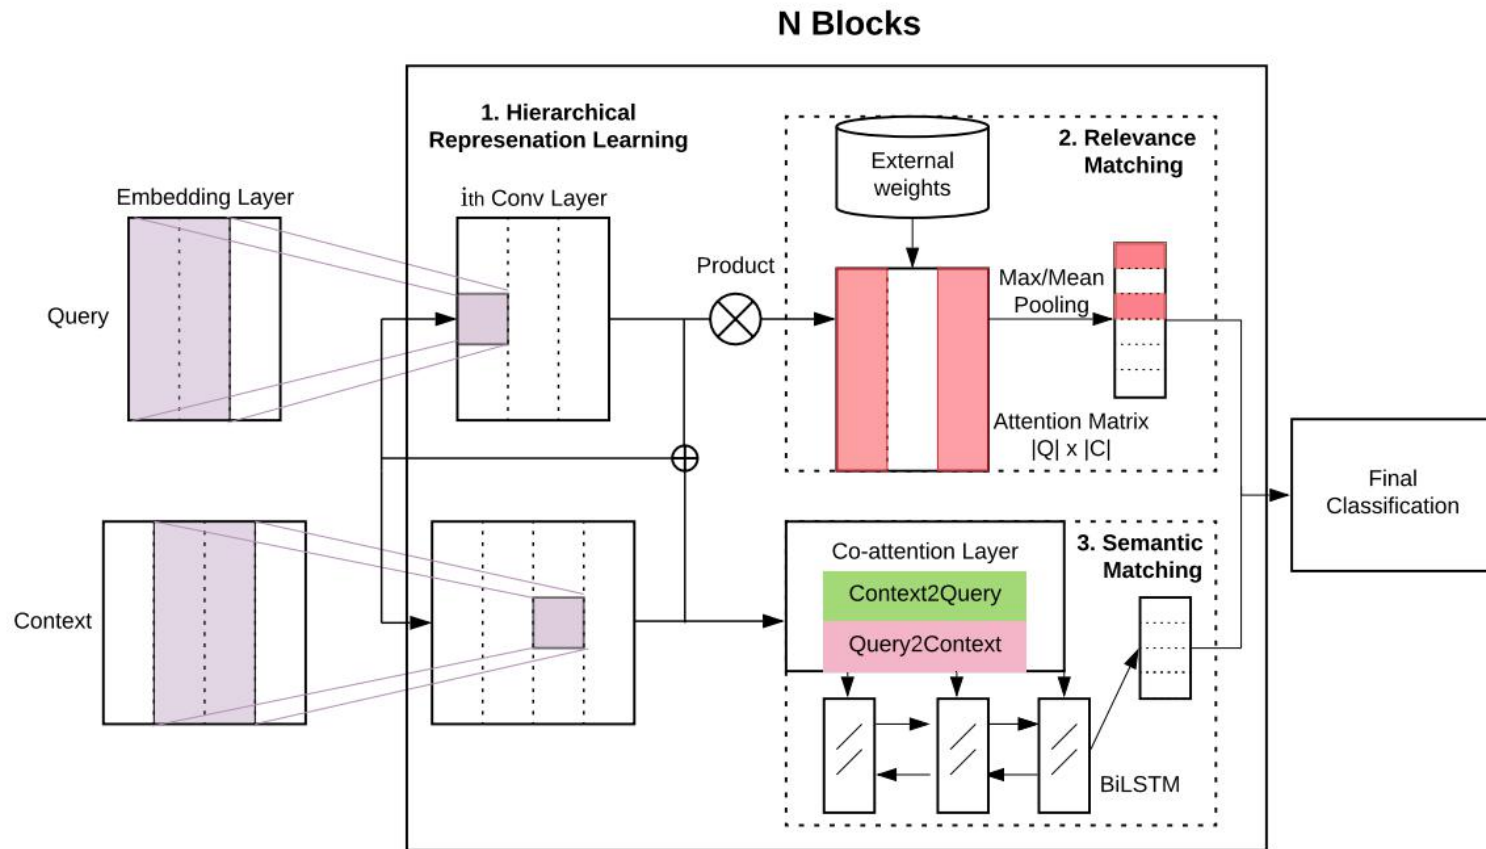 N Blocks
1. Hierarchical
Represenation Learning
2. Relevance
Matching
External
weights
Embedding Layer
ith Conv Layer
Product
Max/Mean
Pooling
Query
Attention Matrix
|Q| x |C|
Final
Classification
Co-attention Layer
3. Semantic
Matching
Context2Query
Context
Query2Context
BiLSTM